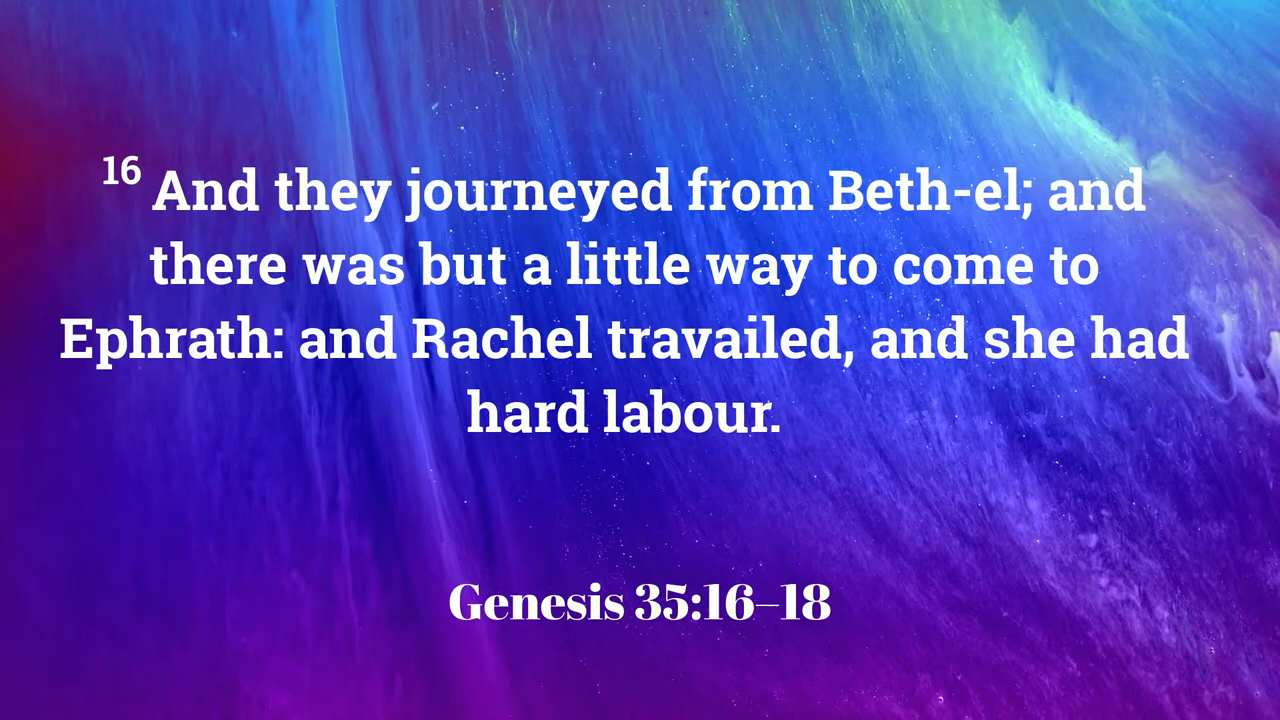 16 And they journeyed from Beth-el; and
there was but a little way to come to
Ephrath: and Rachel travailed, and she had
hard labour.
Genesis 35:16–18